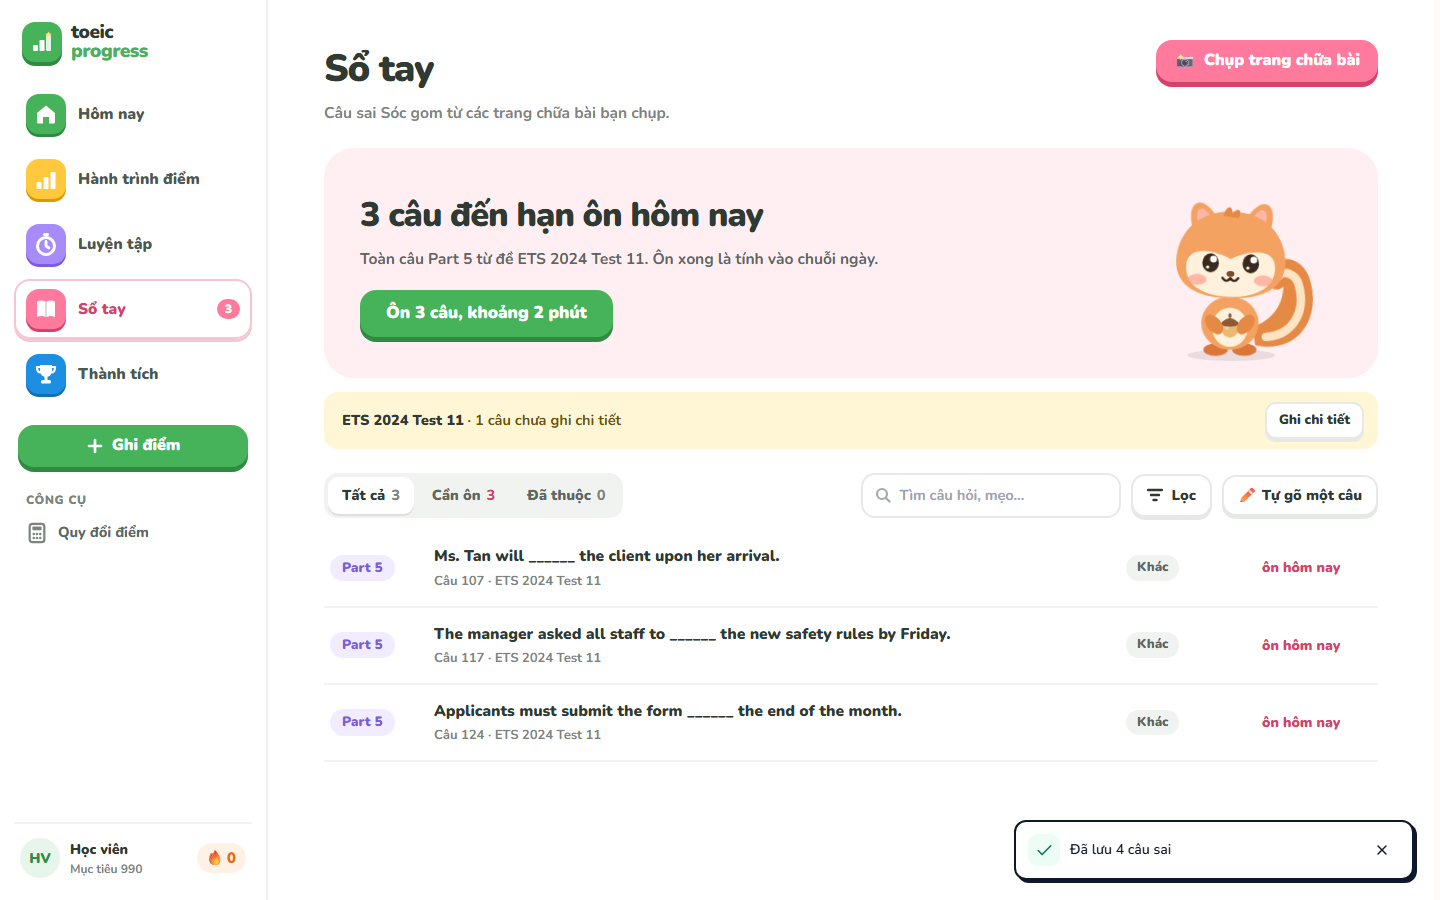 toeic
progress
Hôm nay
Hành trình điểm
Luyện tập
Sổ tay
3
Thành tích
Ghi điểm
CÔNG CỤ
Quy đổi điểm
HV
Học viên
Mục tiêu 990
0
Sổ tay
Câu sai Sóc gom từ các trang chữa bài bạn chụp.
Chụp trang chữa bài
3 câu đến hạn ôn hôm nay
Toàn câu Part 5 từ đề ETS 2024 Test 11. Ôn xong là tính vào chuỗi ngày.
Ôn 3 câu, khoảng 2 phút
ETS 2024 Test 11 · 1 câu chưa ghi chi tiết
Ghi chi tiết
Tất cả 3
Cần ôn 3
Đã thuộc 0
Tìm câu hỏi, mẹo...
Lọc
Tự gõ một câu
Part 5
Ms. Tan will ______ the client upon her arrival.
Câu 107 · ETS 2024 Test 11
Khác
ôn hôm nay
Part 5
The manager asked all staff to ______ the new safety rules by Friday.
Câu 117 · ETS 2024 Test 11
Khác
ôn hôm nay
Part 5
Applicants must submit the form ______ the end of the month.
Câu 124 · ETS 2024 Test 11
Khác
ôn hôm nay
Đã lưu 4 câu sai